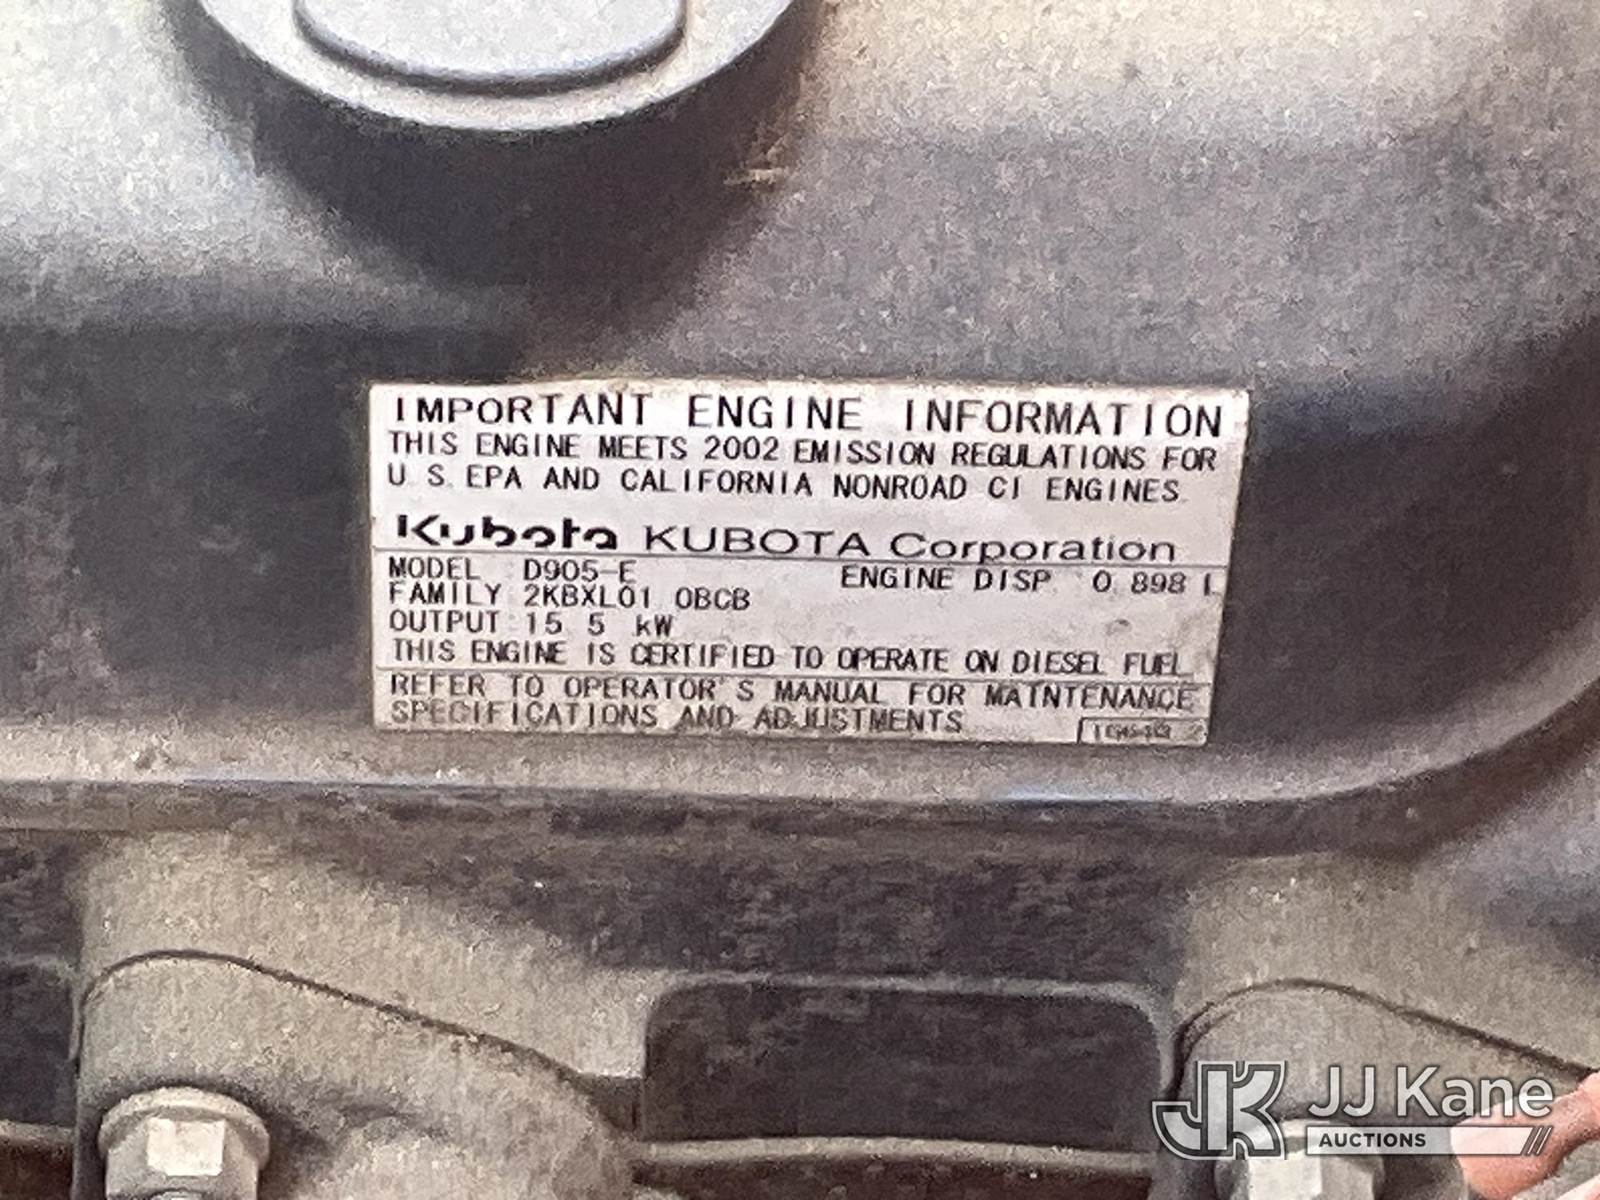 IMPORTANT ENGINE INFORMATION
THIS ENGINE MEETS 2002 EMISSION REGULATIONS FOR
U.S.EPA AND CALIFORNIA NONROAD CI ENGINES.
Kubota KUBOTA Corporation
MODEL D905-E ENGINE DISP. 0.898 L
FAMILY 2KBXL01.0BCB
OUTPUT 15.5 kW
THIS ENGINE IS CERTIFIED TO OPERATE ON DIESEL FUEL
REFER TO OPERATOR'S MANUAL FOR MAINTENANCE
SPECIFICATIONS AND ADJUSTMENTS
JK JJ Kane
AUCTIONS